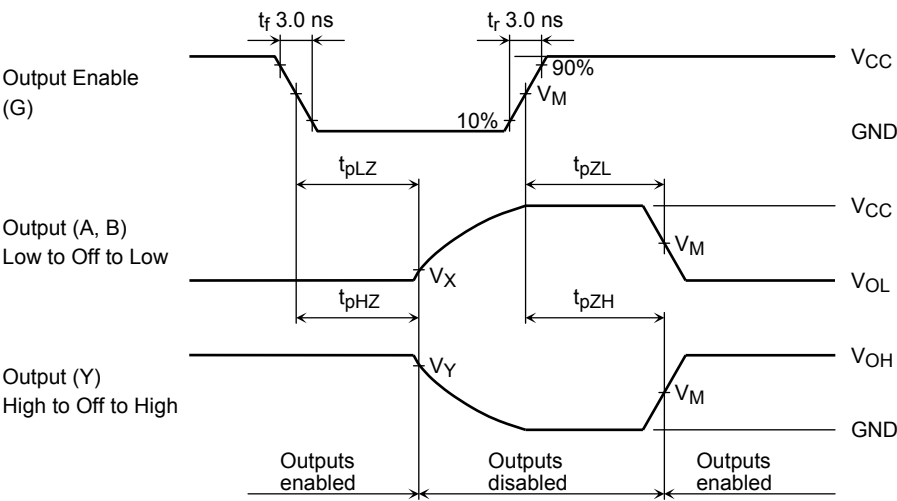 tf 3.0 ns
tr 3.0 ns
Output Enable
(G)
90%
VM
10%
VCC
GND
tpLZ
tpZL
Output (A, B)
Low to Off to Low
VCC
VM
VX
VOL
tpHZ
tpZH
Output (Y)
High to Off to High
VY
VOH
VM
GND
Outputs
enabled
Outputs
disabled
Outputs
enabled